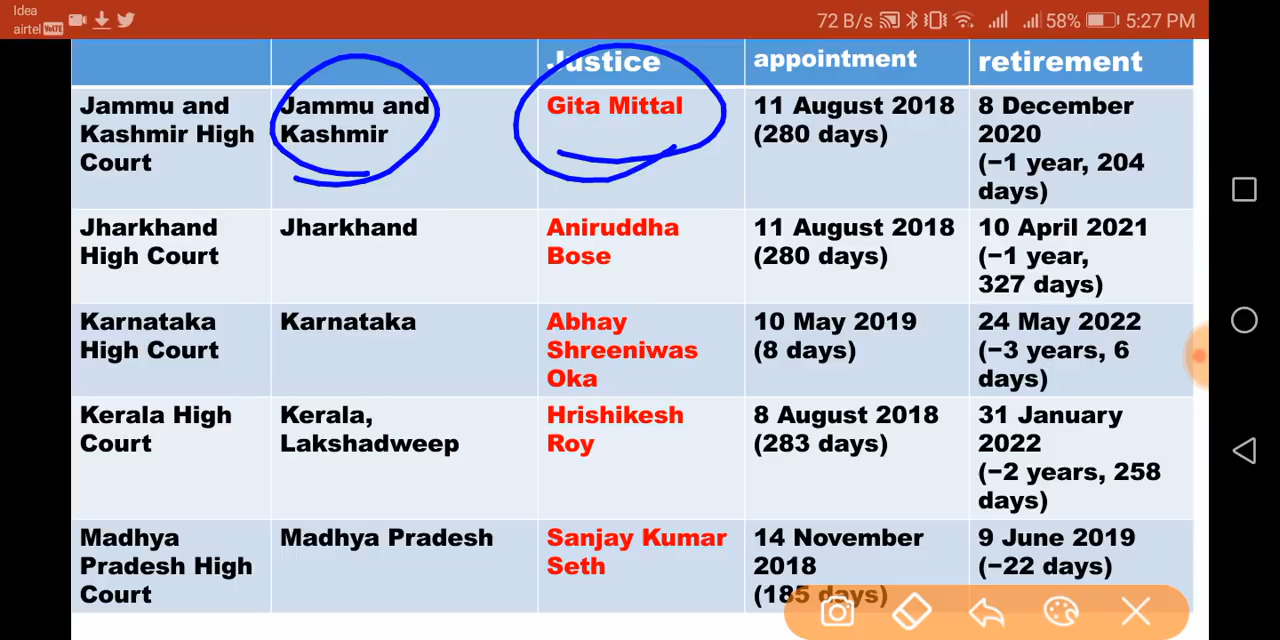 Idea
airtel VoLTE
72 B/s 58% 5:27 PM
Justice appointment retirement
Jammu and Kashmir High Court
Jammu and Kashmir
Gita Mittal
11 August 2018 (280 days)
8 December 2020 (−1 year, 204 days)
Jharkhand High Court
Jharkhand
Aniruddha Bose
11 August 2018 (280 days)
10 April 2021 (−1 year, 327 days)
Karnataka High Court
Karnataka
Abhay Shreeniwas Oka
10 May 2019 (8 days)
24 May 2022 (−3 years, 6 days)
Kerala High Court
Kerala, Lakshadweep
Hrishikesh Roy
8 August 2018 (283 days)
31 January 2022 (−2 years, 258 days)
Madhya Pradesh High Court
Madhya Pradesh
Sanjay Kumar Seth
14 November 2018 (185 days)
9 June 2019 (−22 days)